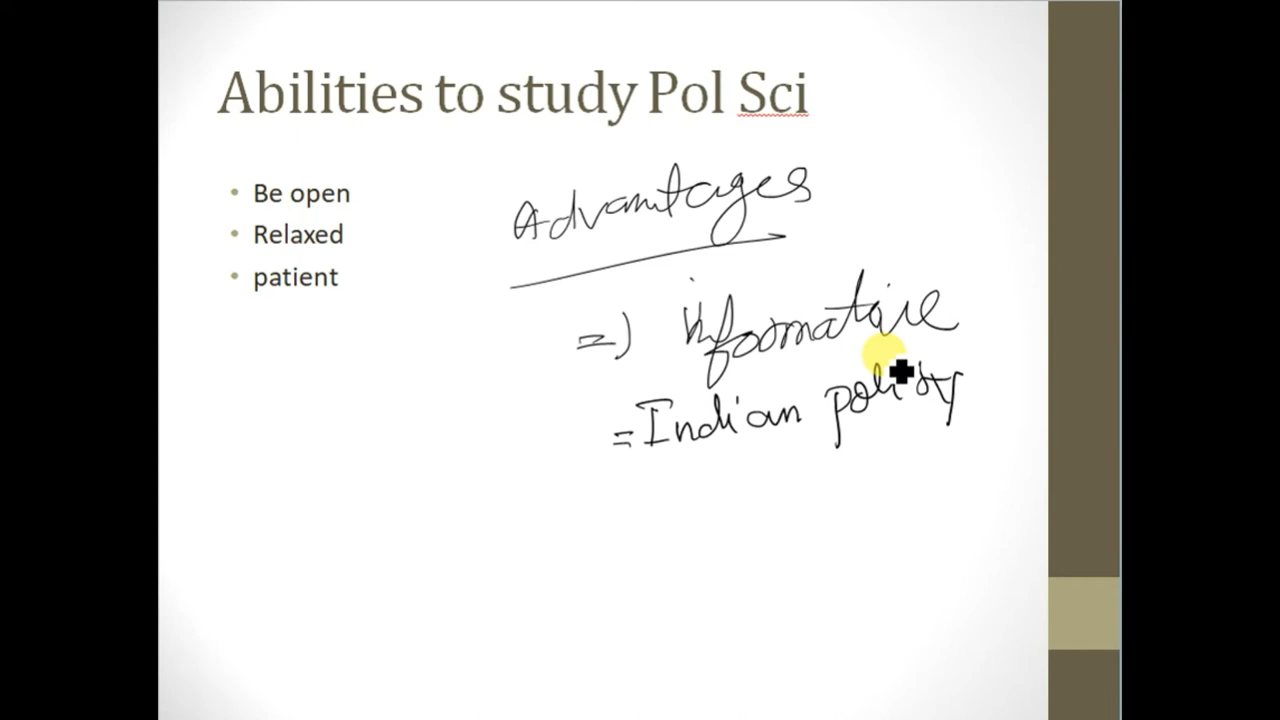 Abilities to study Pol Sci
• Be open
• Relaxed
• patient
Advantages
=) informative
= Indian polity